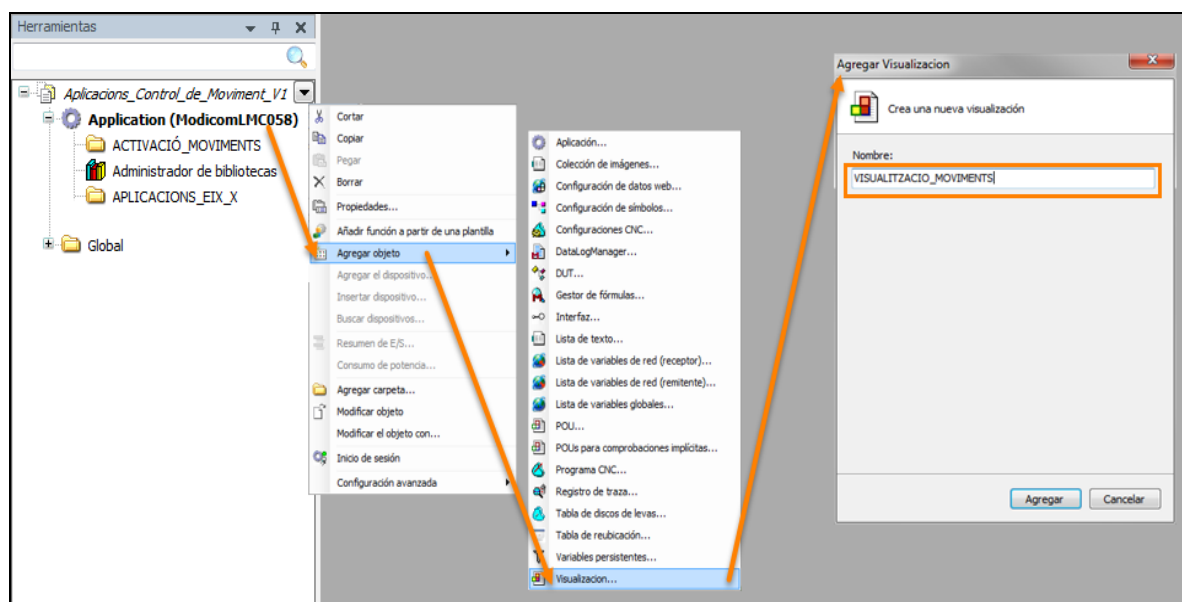 Herramientas
Aplicacions_Control_de_Moviment_V1
Application (ModicomLMC058)
ACTIVACIÓ_MOVIMENTS
Administrador de bibliotecas
APLICACIONS_EIX_X
Global
Cortar
Copiar
Pegar
Borrar
Propiedades...
Añadir función a partir de una plantilla
Agregar objeto
Agregar el dispositivo...
Insertar dispositivo...
Buscar dispositivos...
Resumen de E/S...
Consumo de potencia...
Agregar carpeta...
Modificar objeto
Modificar el objeto con...
Inicio de sesión
Configuración avanzada
Aplicación...
Colección de imágenes...
Configuración de datos web...
Configuración de símbolos...
Configuraciones CNC...
DataLogManager...
DUT...
Gestor de fórmulas...
Interfaz...
Lista de texto...
Lista de variables de red (receptor)...
Lista de variables de red (remitente)...
Lista de variables globales...
POU...
POUs para comprobaciones implícitas...
Programa CNC...
Registro de traza...
Tabla de discos de levas...
Tabla de reubicación...
Variables persistentes...
Visualizacion...
Agregar Visualizacion
Crea una nueva visualización
Nombre:
VISUALITZACIO_MOVIMENTS
Agregar
Cancelar